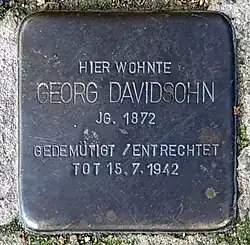 HIER WOHNTE
GEORG DAVIDSOHN
JG. 1872
GEDEMÜTIGT / ENTRECHTET
TOT 15.7.1942